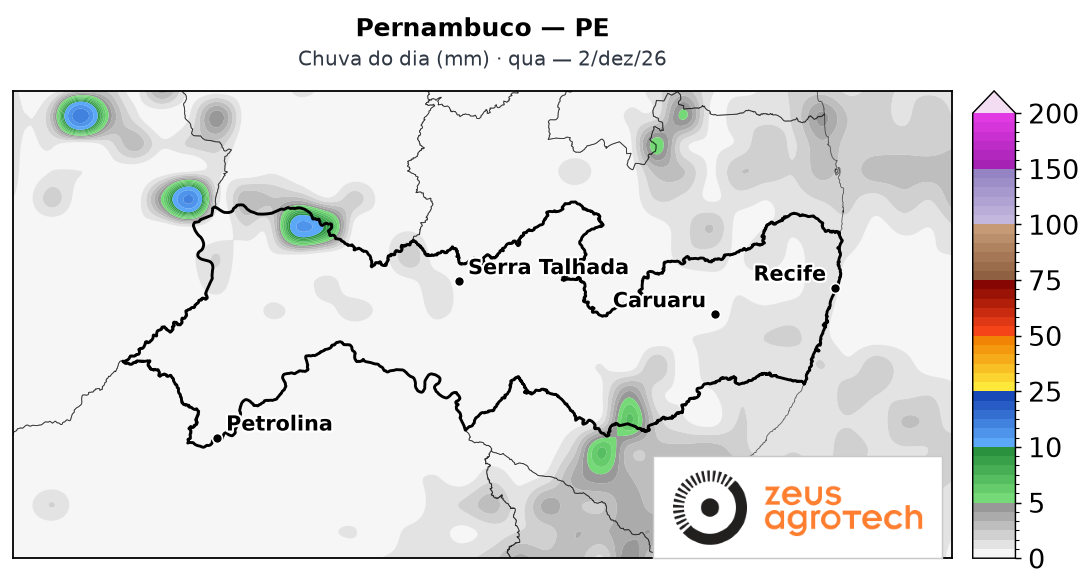 Pernambuco — PE
Chuva do dia (mm) · qua — 2/dez/26
Serra Talhada
Recife
Caruaru
Petrolina
zeus
agrotech
200
150
100
75
50
25
10
5
0